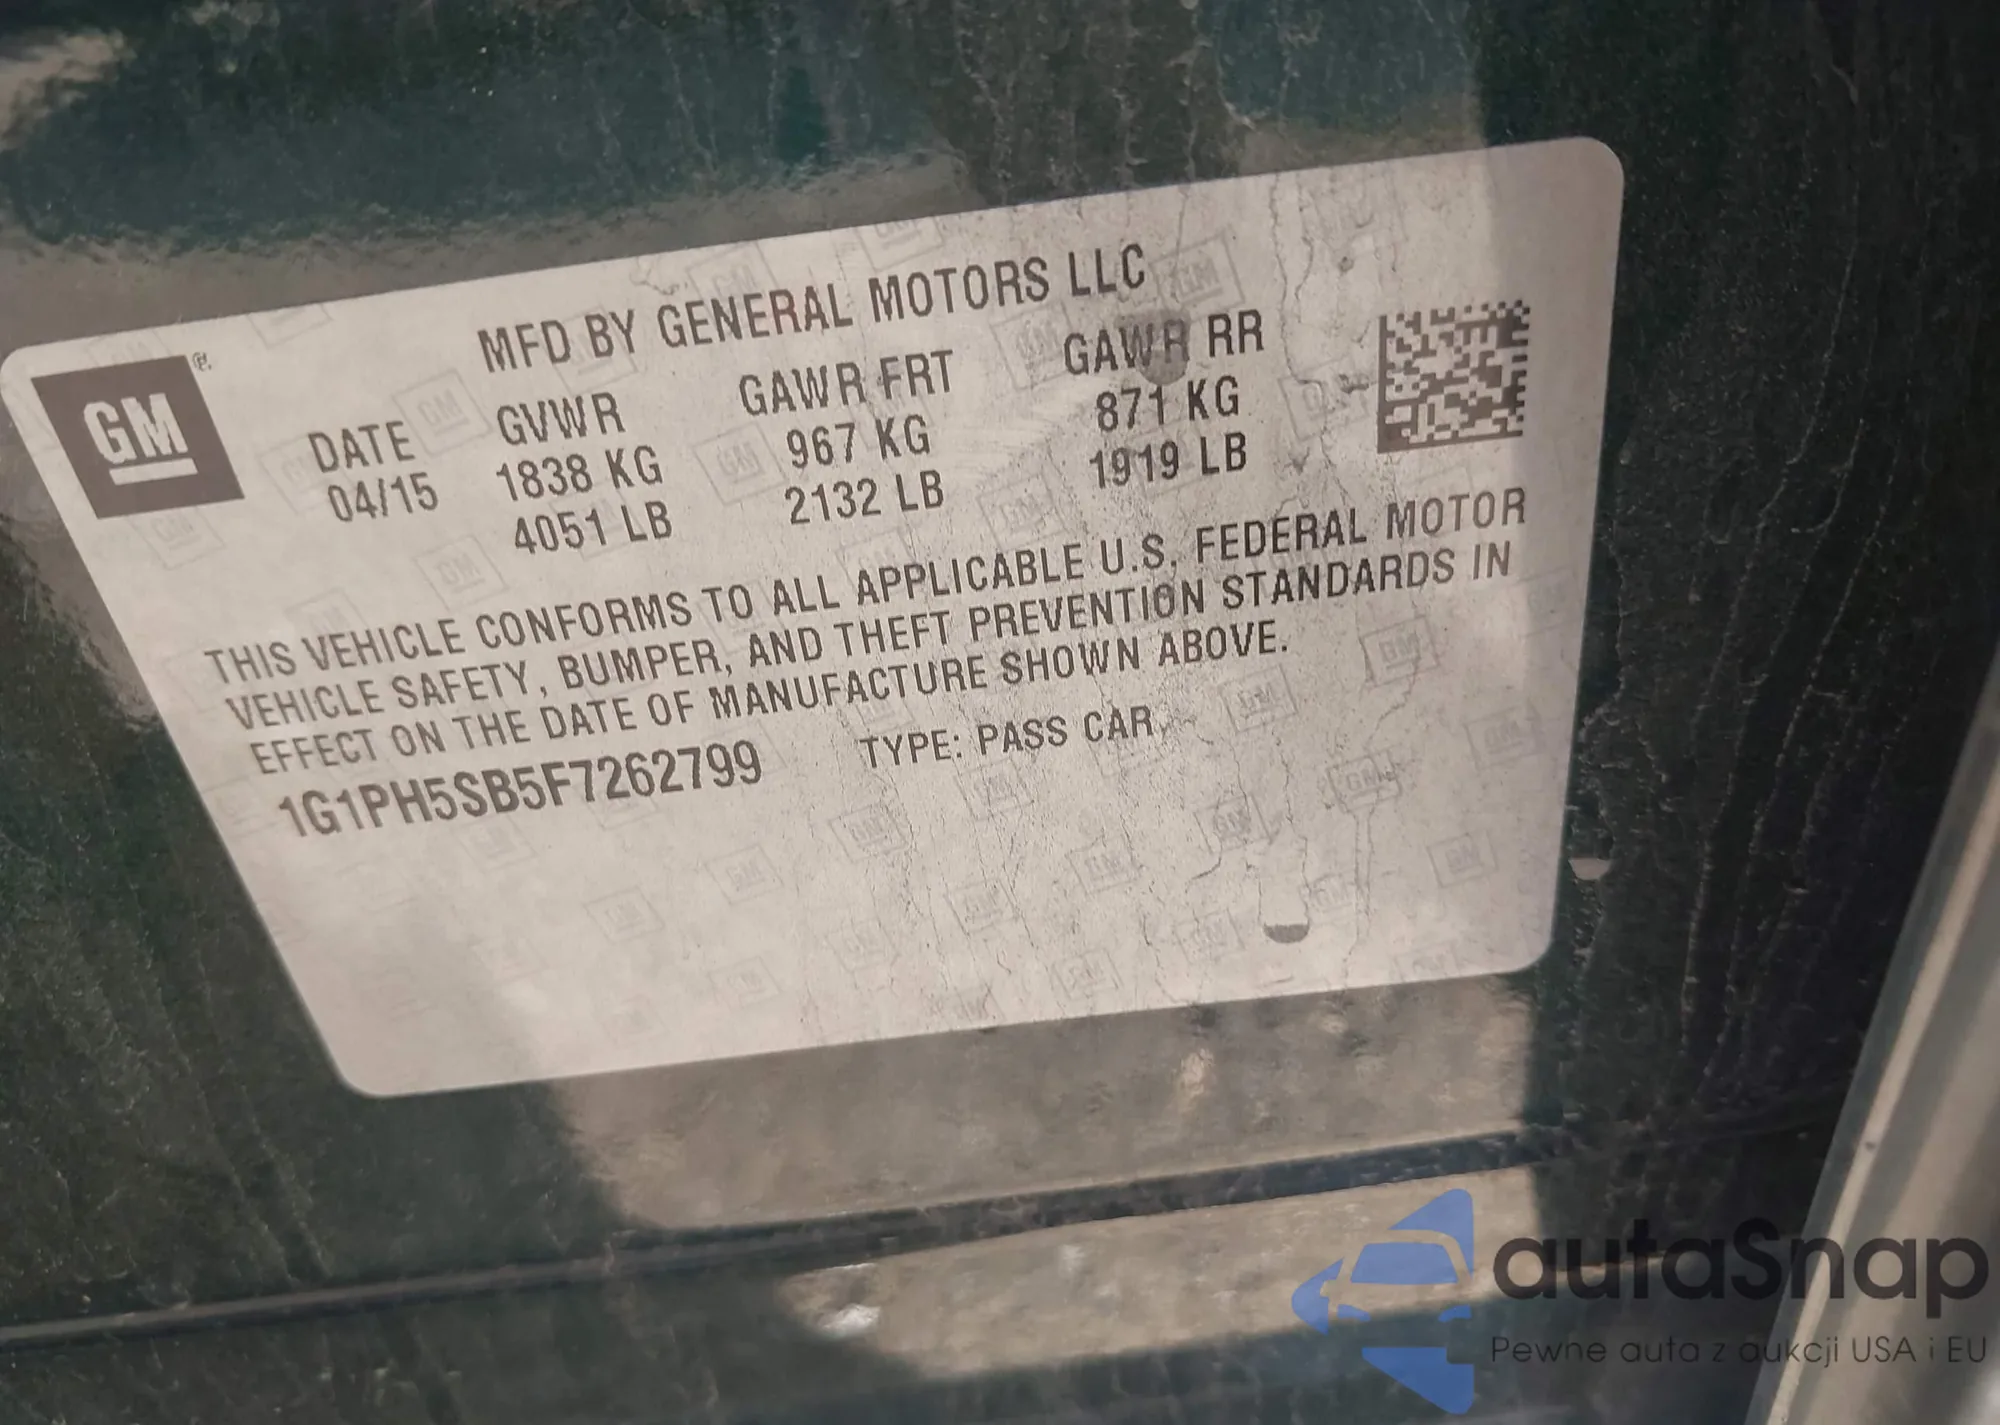 MFD BY GENERAL MOTORS LLC
GM ®
DATE GVWR GAWR FRT GAWR RR
04/15 1838 KG 967 KG 871 KG
4051 LB 2132 LB 1919 LB
THIS VEHICLE CONFORMS TO ALL APPLICABLE U.S. FEDERAL MOTOR
VEHICLE SAFETY, BUMPER, AND THEFT PREVENTION STANDARDS IN
EFFECT ON THE DATE OF MANUFACTURE SHOWN ABOVE.
1G1PH5SB5F7262799 TYPE: PASS CAR
autaSnap
Pewne auta z aukcji USA i EU